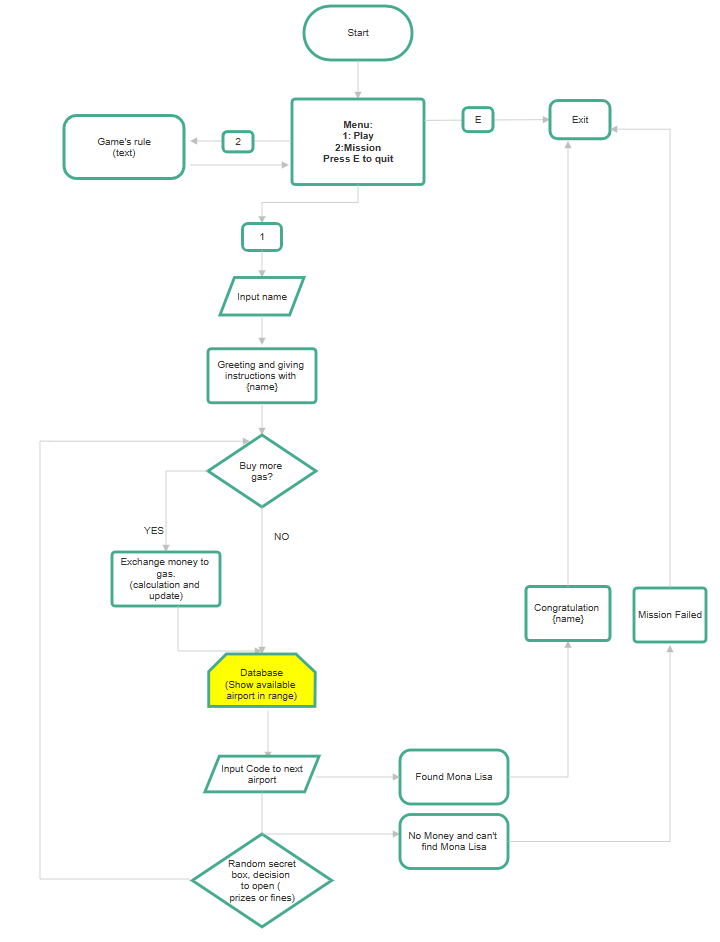 Start
Menu:
1: Play
2:Mission
Press E to quit
E
Exit
Game's rule
(text)
2
1
Input name
Greeting and giving
instructions with
{name}
Buy more
gas?
YES
NO
Exchange money to
gas.
(calculation and
update)
Congratulation
{name}
Mission Failed
Database
(Show available
airport in range)
Input Code to next
airport
Found Mona Lisa
No Money and can't
find Mona Lisa
Random secret
box, decision
to open (
prizes or fines)